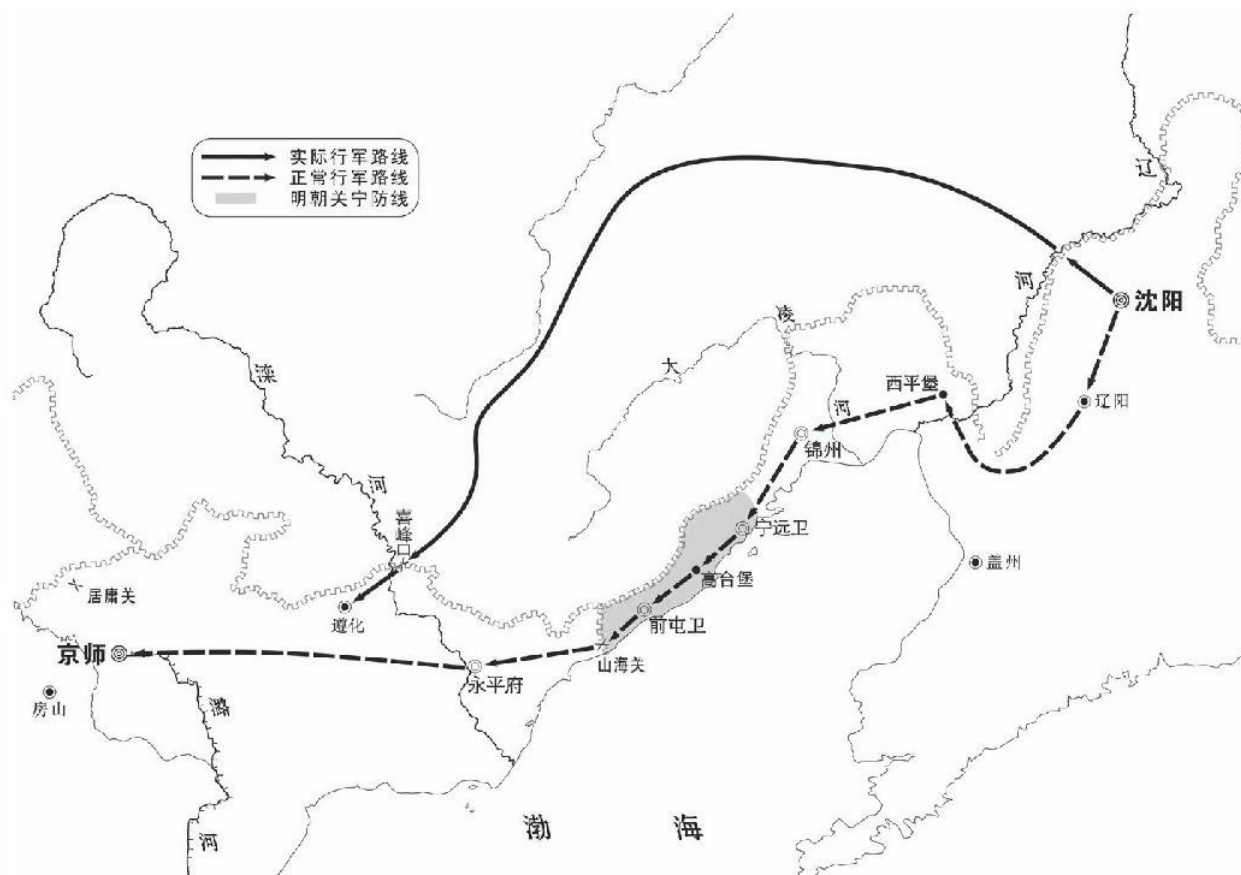 实际行军路线
正常行军路线
明朝关宁防线
辽
河
沈阳
辽阳
西平堡
凌
大
河
锦州
滦
河
喜峰口
宁远卫
高台堡
前屯卫
山海关
盖州
居庸关
遵化
京师
永平府
房山
潞
河
渤海